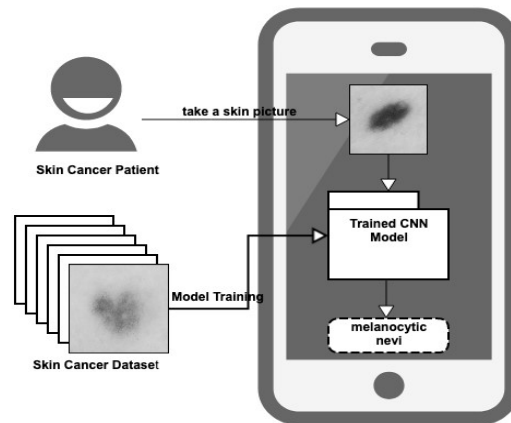 take a skin picture
Skin Cancer Patient
Trained CNN
Model
Model Training
melanocytic
nevi
Skin Cancer Dataset